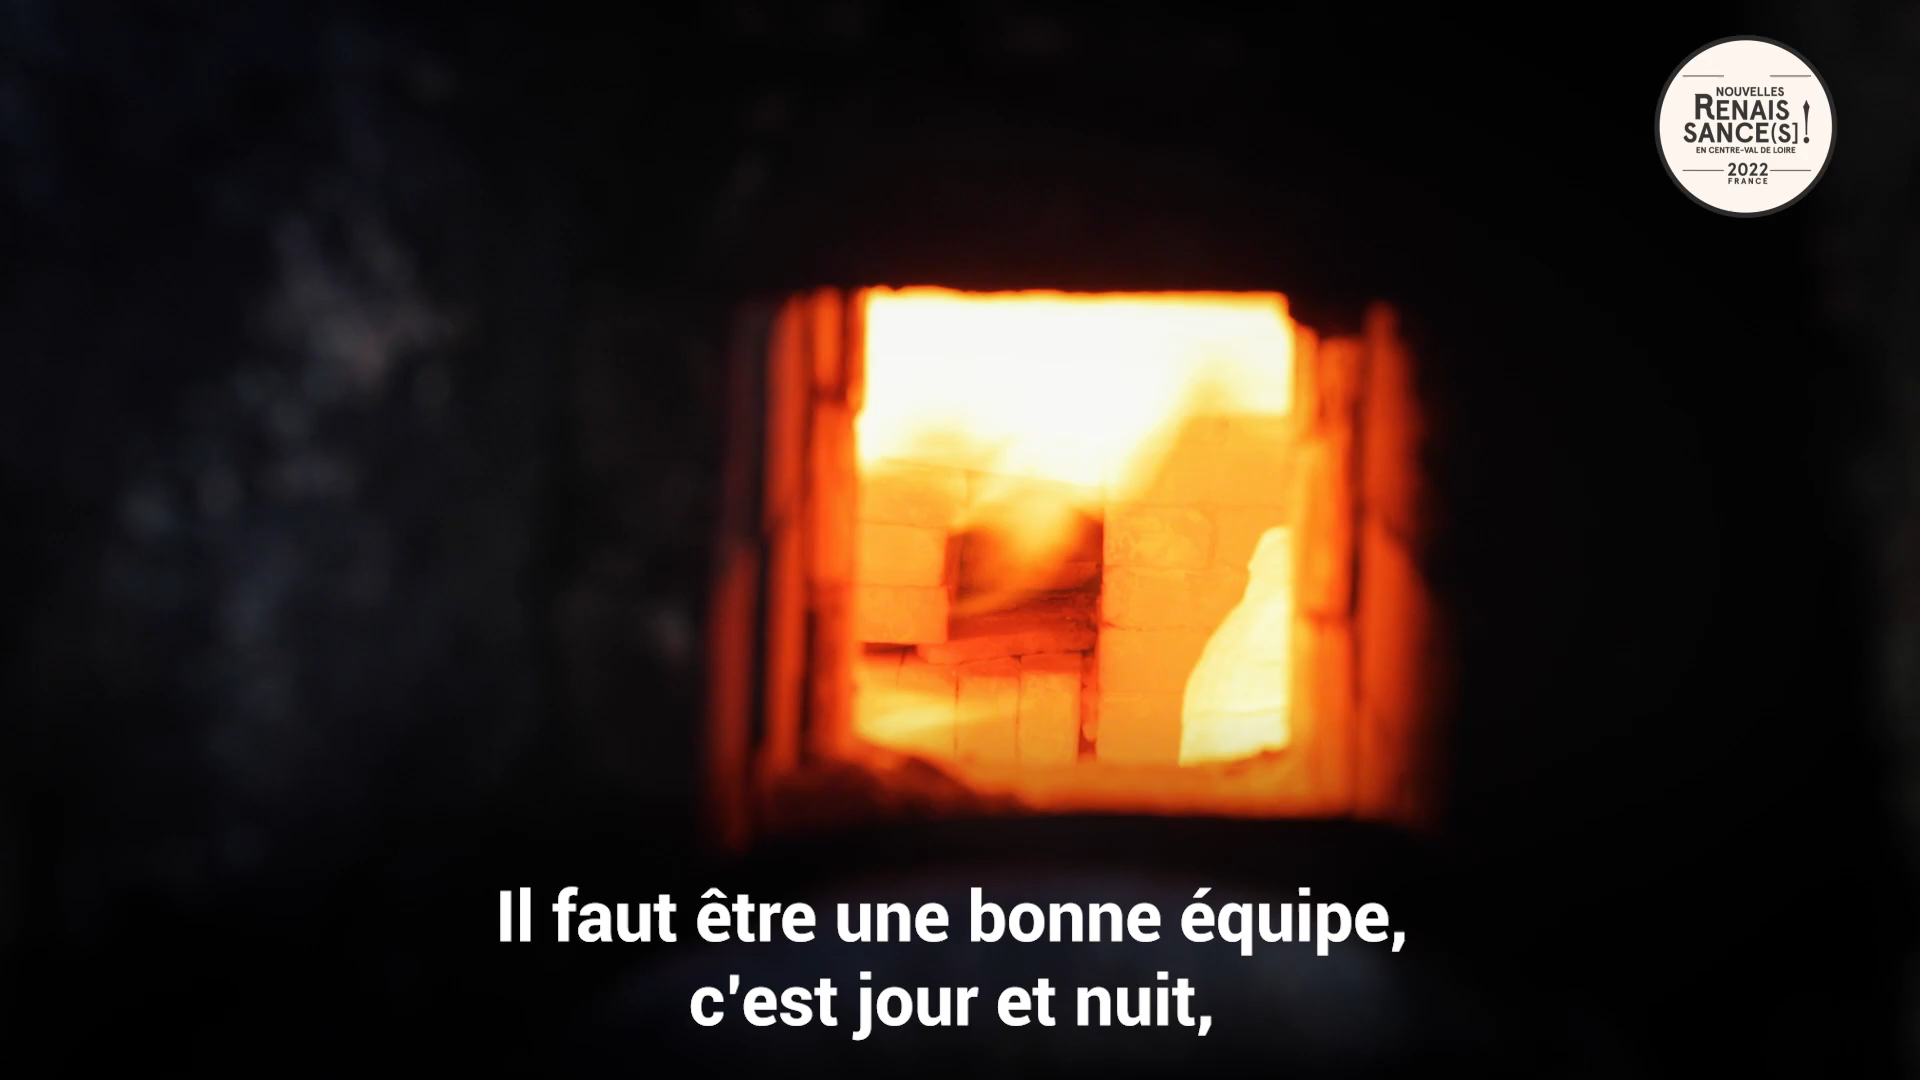 NOUVELLES
RENAIS
SANCE(S)!
EN CENTRE-VAL DE LOIRE
2022
FRANCE
Il faut être une bonne équipe,
c'est jour et nuit,